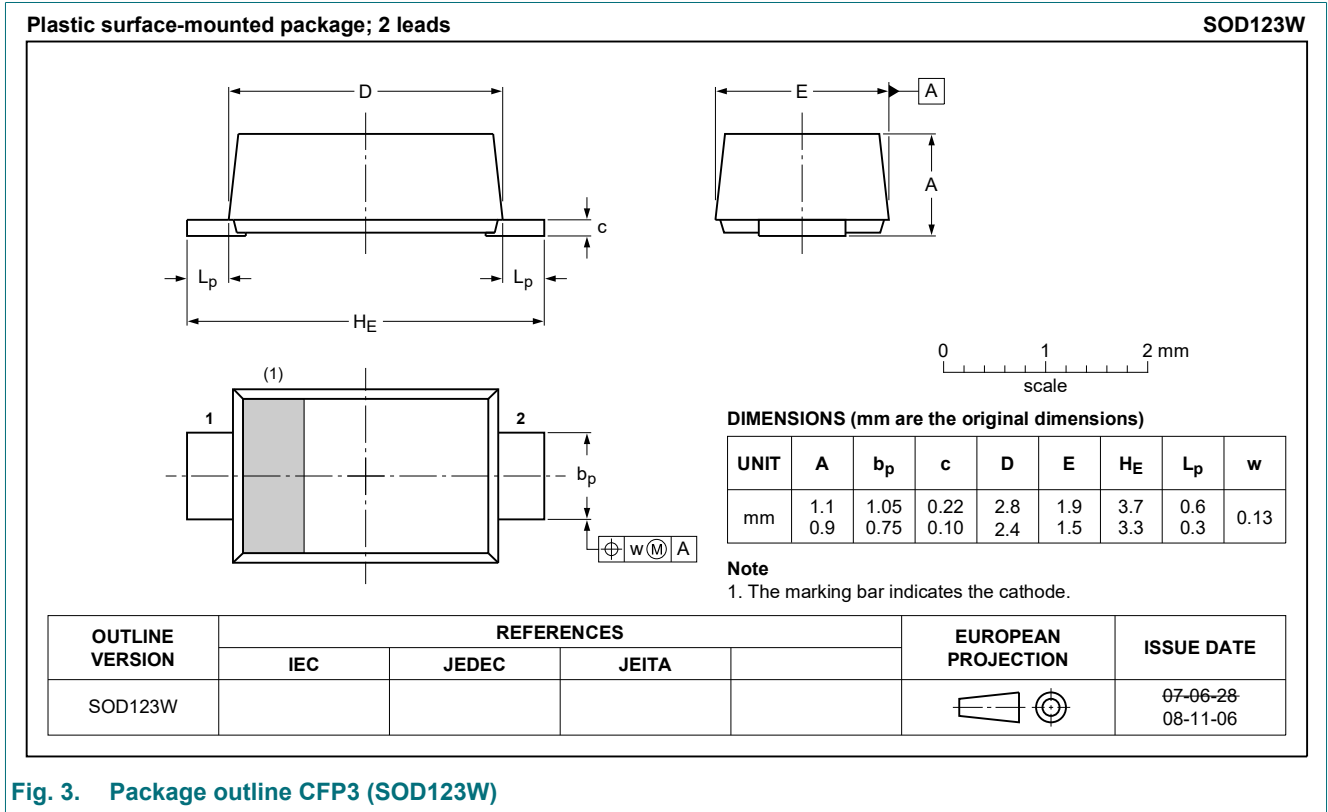 Plastic surface-mounted package; 2 leads SOD123W
D E A
A
c
Lp Lp
HE
0 1 2 mm
scale
(1)
1 2
bp
w Ⓜ A
DIMENSIONS (mm are the original dimensions)
UNIT A bp c D E HE Lp w
mm 1.1 0.9 1.05 0.75 0.22 0.10 2.8 2.4 1.9 1.5 3.7 3.3 0.6 0.3 0.13
Note
1. The marking bar indicates the cathode.
OUTLINE VERSION REFERENCES EUROPEAN PROJECTION ISSUE DATE
IEC JEDEC JEITA
SOD123W 07-06-28
08-11-06
Fig. 3. Package outline CFP3 (SOD123W)